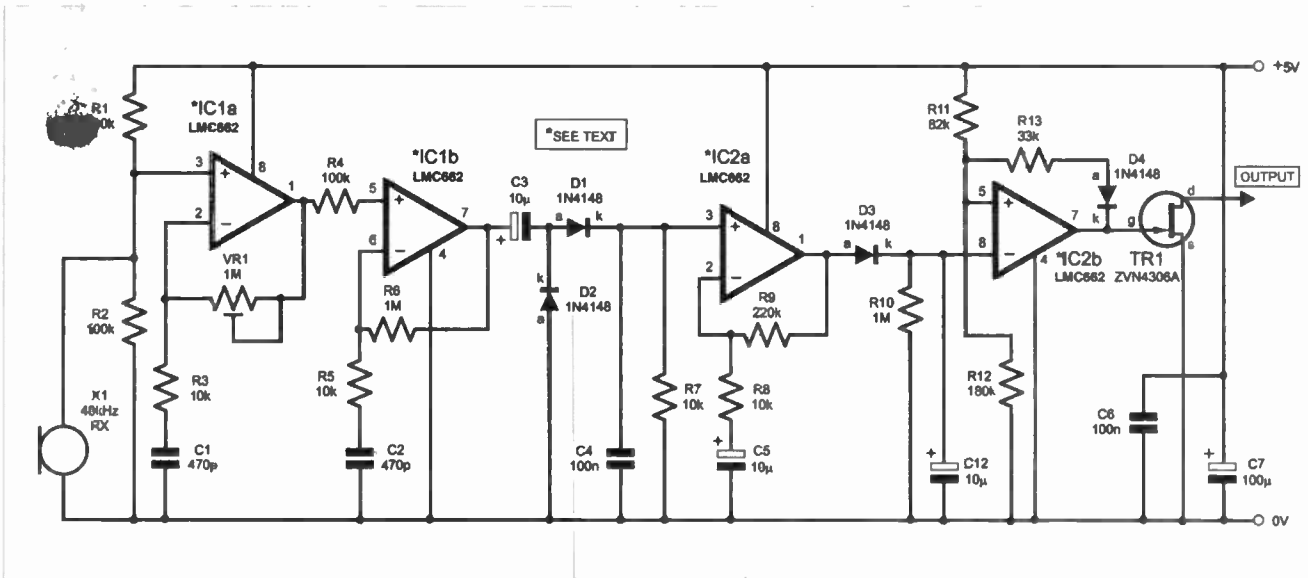 +5V
R1
*IC1a
LMC662
3
8
2
1
R4
100k
VR1
1M
R2
100k
R3
10k
X1
48kHz
RX
C1
470p
*IC1b
LMC662
5
6
7
4
R6
1M
R5
10k
C2
470p
*SEE TEXT
C3
10µ
+
D1
1N4148
a
k
k
D2
1N4148
a
C4
100n
R7
10k
*IC2a
LMC662
3
8
2
1
R9
220k
R8
10k
+
C5
10µ
D3
1N4148
a
k
R10
1M
+
C12
10µ
R11
82k
R13
33k
a
D4
1N4148
k
5
8
7
4
*IC2b
LMC662
R12
180k
g
d
s
TR1
ZVN4306A
OUTPUT
C6
100n
+
C7
100µ
0V